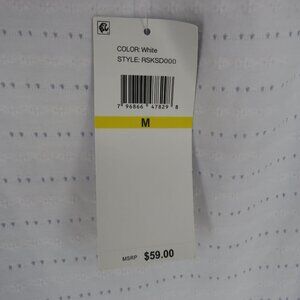 COLOR: White
STYLE: RSKSD000
7 96866 47829 8
M
MSRP $59.00